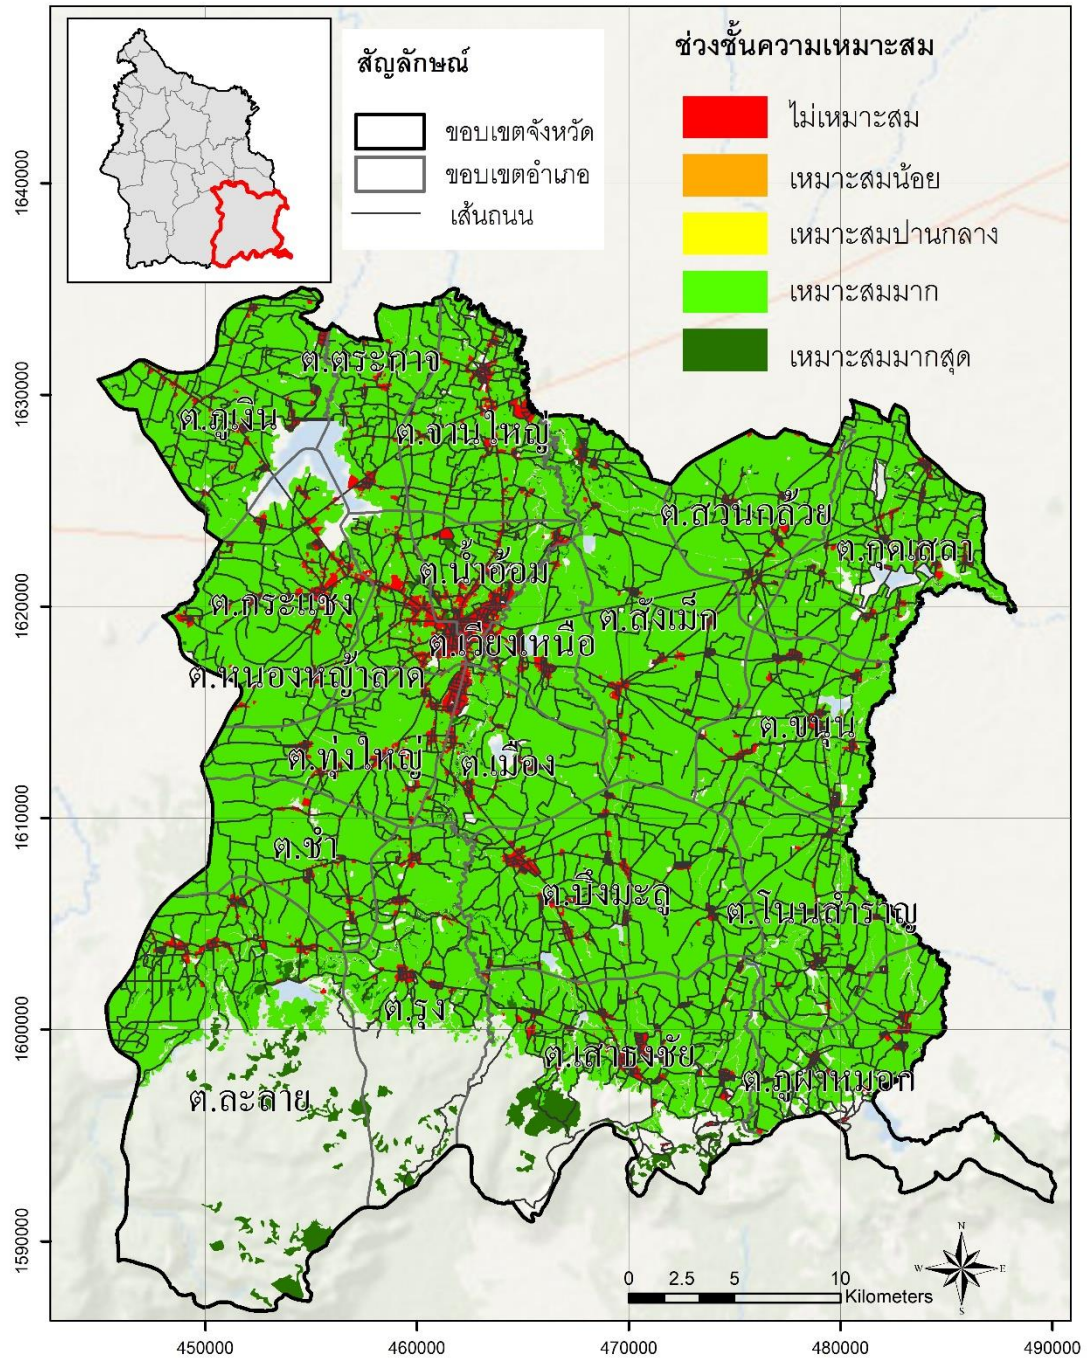 สัญลักษณ์
ขอบเขตจังหวัด
ขอบเขตอำเภอ
เส้นถนน
ช่วงชั้นความเหมาะสม
ไม่เหมาะสม
เหมาะสมน้อย
เหมาะสมปานกลาง
เหมาะสมมาก
เหมาะสมมากสุด
1640000
1630000
1620000
1610000
1600000
1590000
ต.ตระกาจ
ต.ภูเงิน
ต.จานใหญ่
ต.สวนกล้วย
ต.กุดเสลา
ต.น้ำอ้อม
ต.กระแชง
ต.สังเม็ก
ต.เวียงเหนือ
ต.หนองหญ้าลาด
ต.ขนุน
ต.ทุ่งใหญ่
ต.เมือง
ต.ชำ
ต.บึงมะลู
ต.โนนสำราญ
ต.รุง
ต.เสาธงชัย
ต.ภูผาหมอก
ต.ละลาย
N
W
E
S
0 2.5 5 10
Kilometers
450000 460000 470000 480000 490000